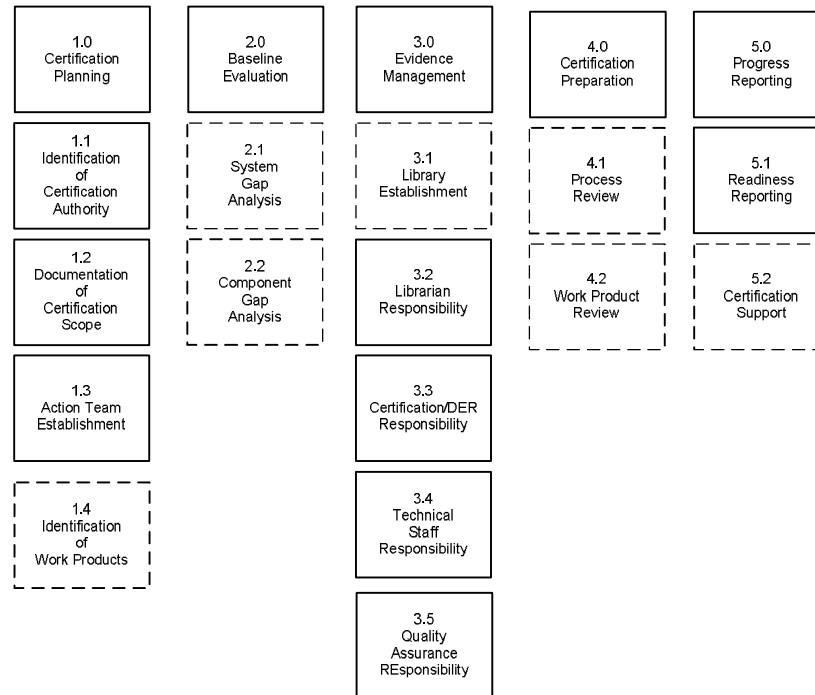 1.0
Certification
Planning
1.1
Identification
of
Certification
Authority
1.2
Documentation
of
Certification
Scope
1.3
Action Team
Establishment
1.4
Identification
of
Work Products
2.0
Baseline
Evaluation
2.1
System
Gap
Analysis
2.2
Component
Gap
Analysis
3.0
Evidence
Management
3.1
Library
Establishment
3.2
Librarian
Responsibility
3.3
Certification/DER
Responsibility
3.4
Technical
Staff
Responsibility
3.5
Quality
Assurance
REsponsibility
4.0
Certification
Preparation
4.1
Process
Review
4.2
Work Product
Review
5.0
Progress
Reporting
5.1
Readiness
Reporting
5.2
Certification
Support